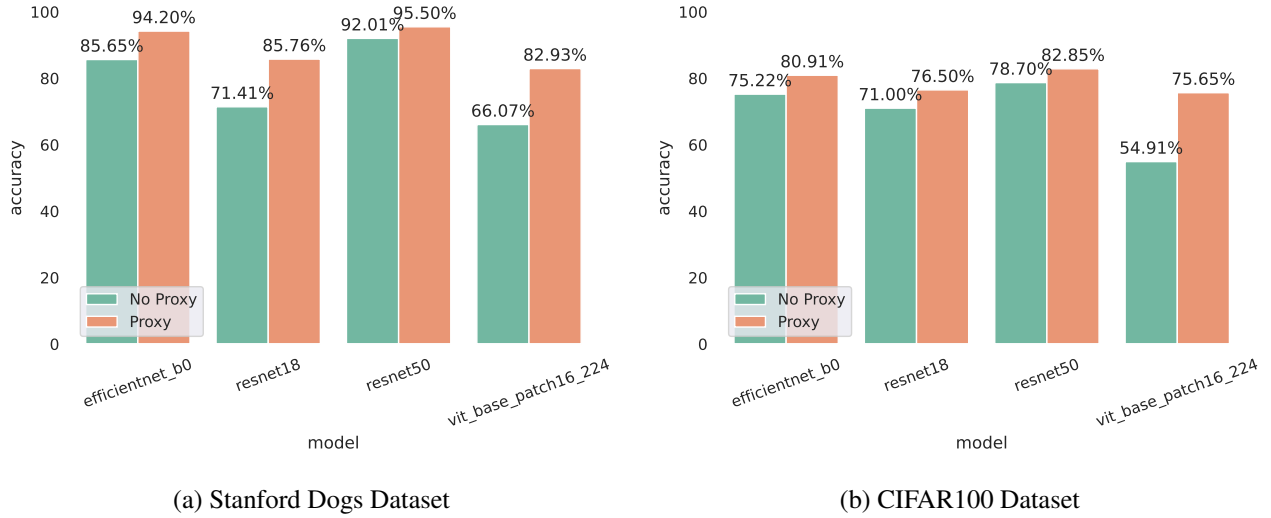 100
80
60
40
20
0
accuracy
85.65%
94.20%
71.41%
85.76%
92.01%
95.50%
66.07%
82.93%
No Proxy
Proxy
efficientnet_b0
resnet18
resnet50
vit_base_patch16_224
model
(a) Stanford Dogs Dataset
100
80
60
40
20
0
accuracy
75.22%
80.91%
71.00%
76.50%
78.70%
82.85%
54.91%
75.65%
No Proxy
Proxy
efficientnet_b0
resnet18
resnet50
vit_base_patch16_224
model
(b) CIFAR100 Dataset